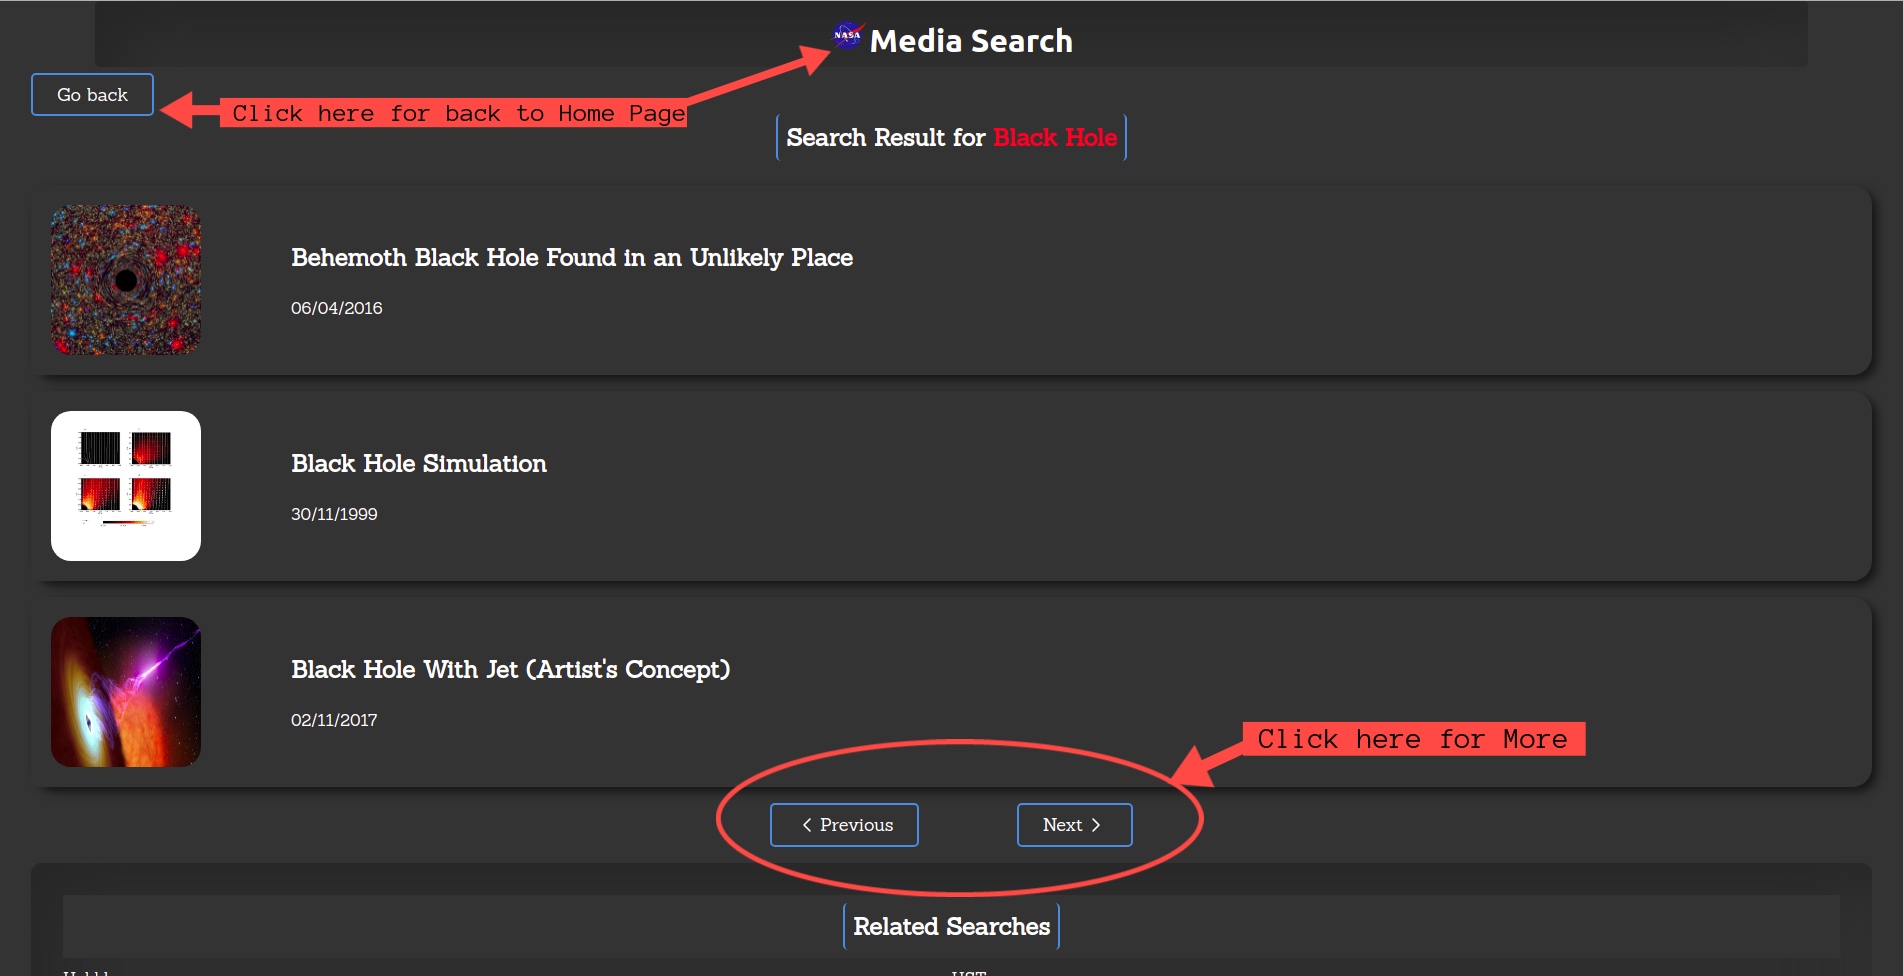 NASA Media Search
Go back
Click here for back to Home Page
Search Result for Black Hole
Behemoth Black Hole Found in an Unlikely Place
06/04/2016
Black Hole Simulation
30/11/1999
Black Hole With Jet (Artist's Concept)
02/11/2017
Click here for More
Previous
Next
Related Searches